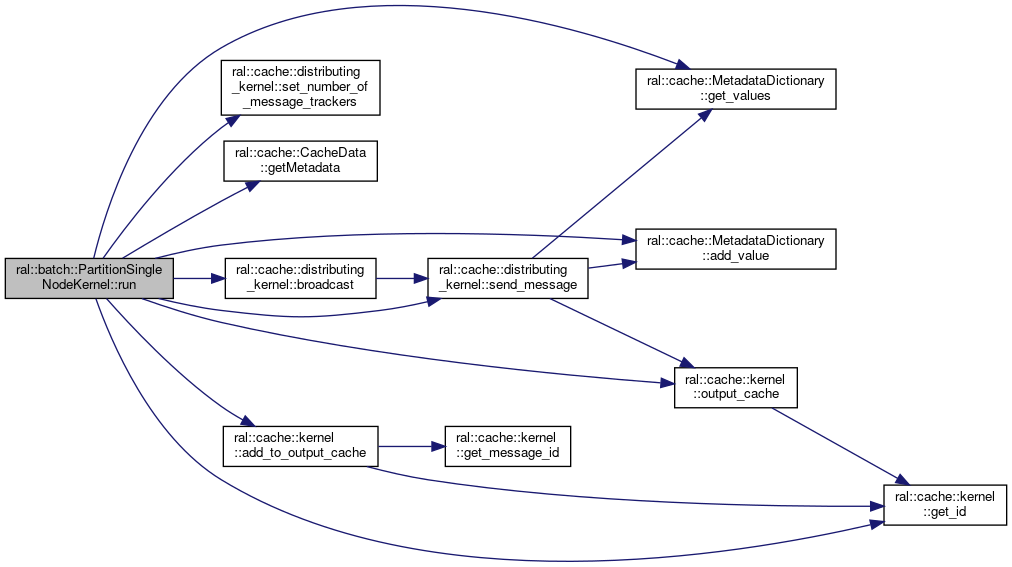 ral::cache::distributing
_kernel::set_number_of
_message_trackers
ral::cache::MetadataDictionary
::get_values
ral::cache::CacheData
::getMetadata
ral::cache::MetadataDictionary
::add_value
ral::batch::PartitionSingle
NodeKernel::run
ral::cache::distributing
_kernel::broadcast
ral::cache::distributing
_kernel::send_message
ral::cache::kernel
::output_cache
ral::cache::kernel
::add_to_output_cache
ral::cache::kernel
::get_message_id
ral::cache::kernel
::get_id